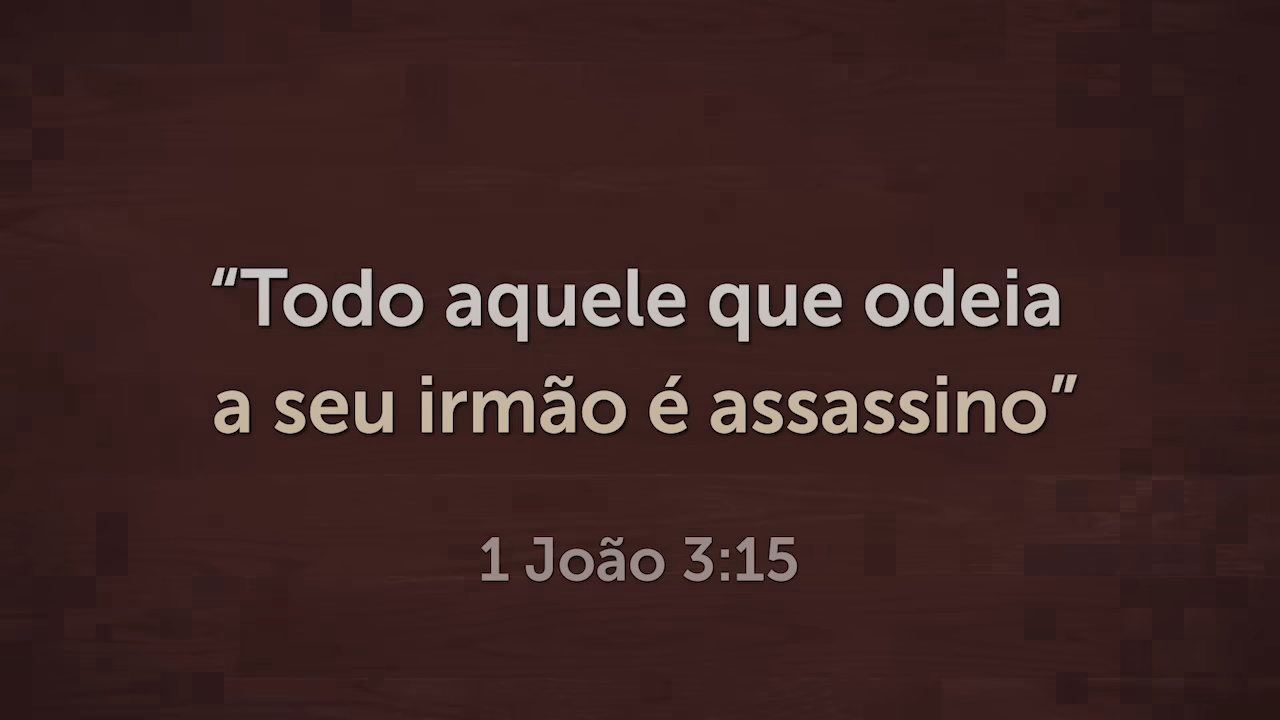 “Todo aquele que odeia
a seu irmão é assassino”
1 João 3:15